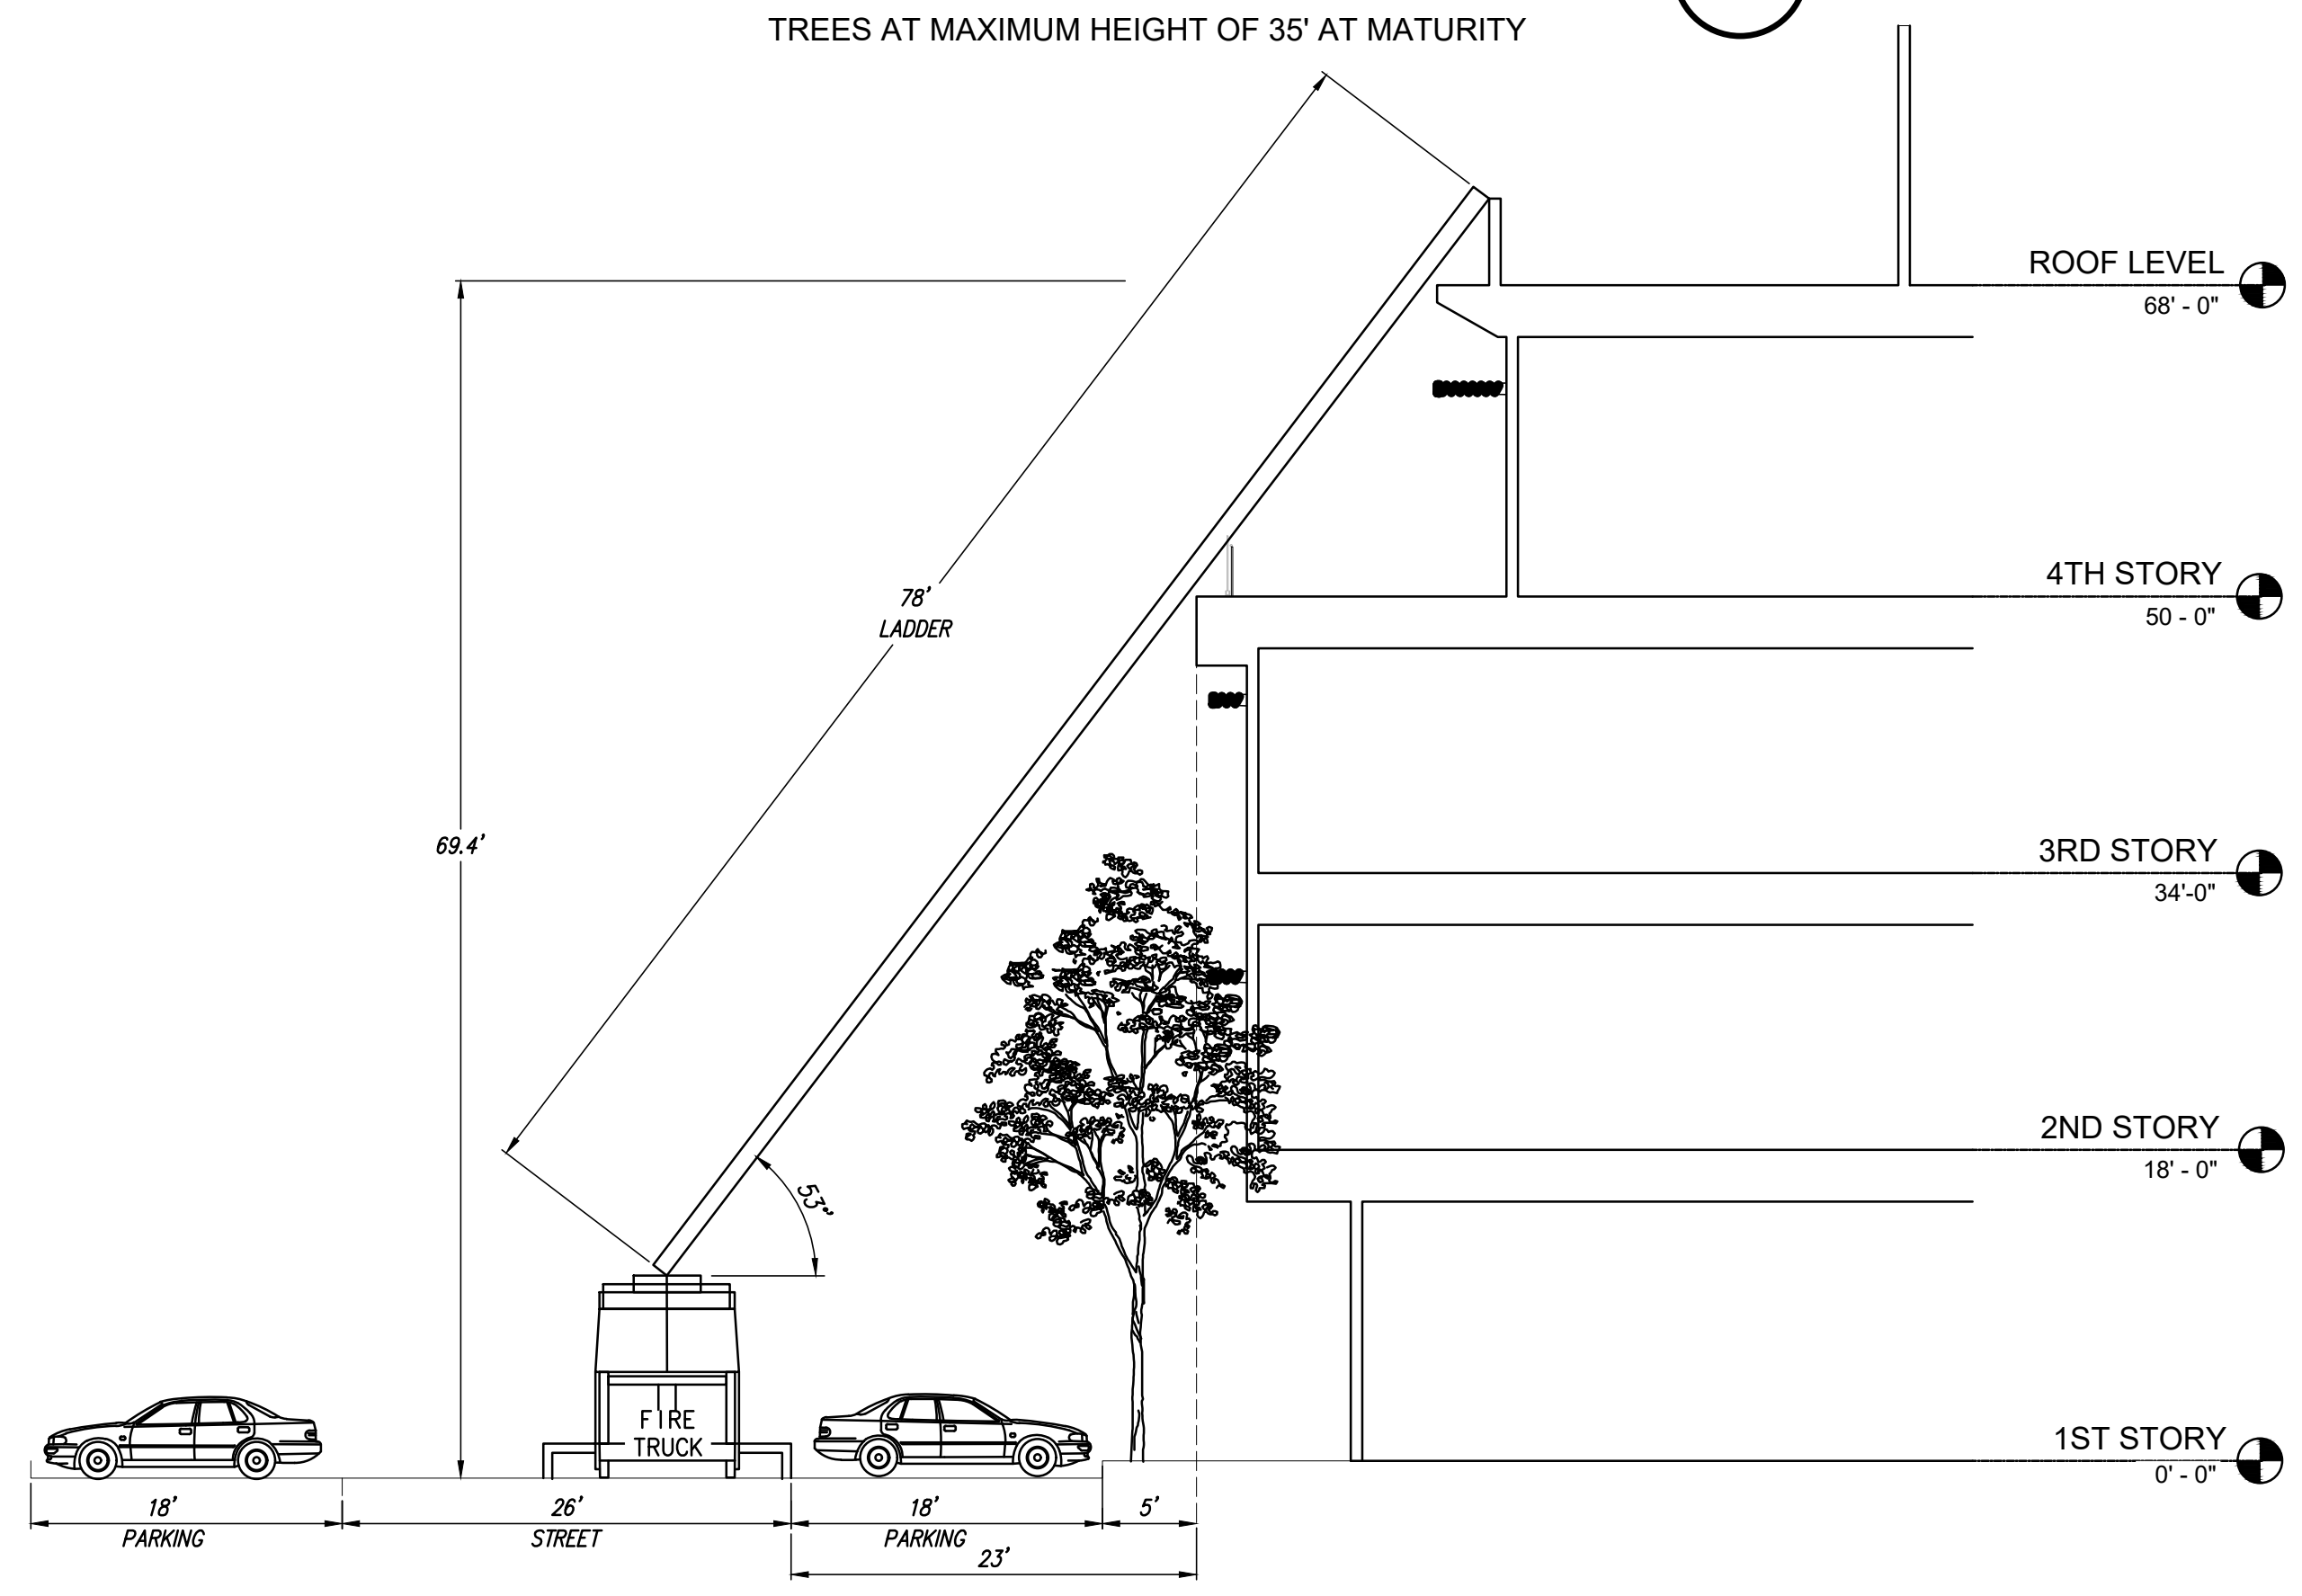 TREES AT MAXIMUM HEIGHT OF 35' AT MATURITY
ROOF LEVEL
68' - 0"
4TH STORY
50 - 0"
78'
LADDER
69.4'
3RD STORY
34'-0"
2ND STORY
18' - 0"
53°'
FIRE
TRUCK
1ST STORY
0' - 0"
18'
PARKING
26'
STREET
18'
PARKING
5'
23'